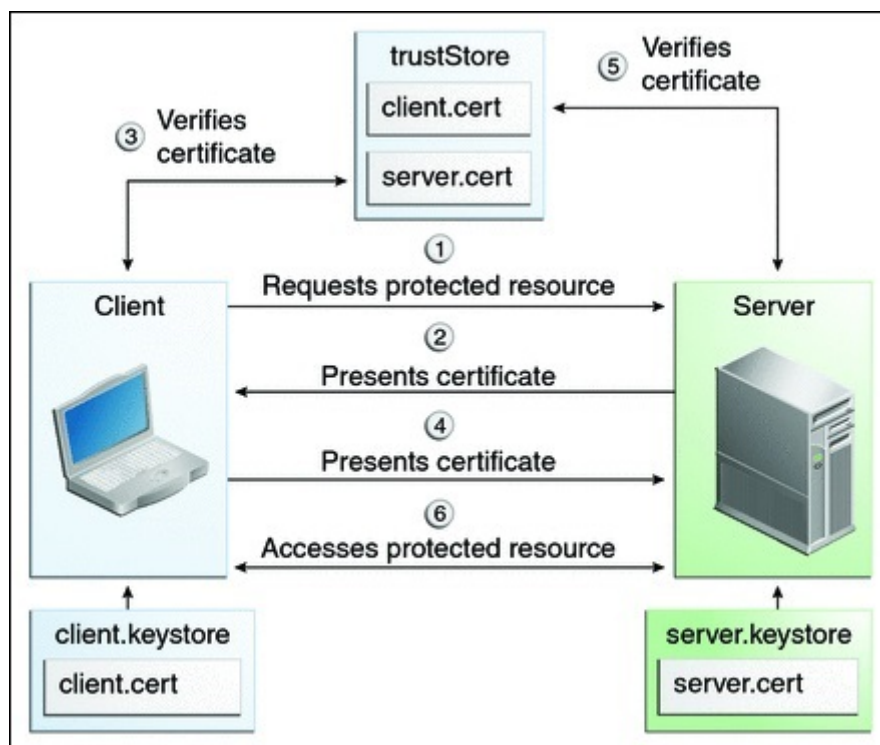 trustStore
client.cert
server.cert
5 Verifies
certificate
3 Verifies
certificate
1
Requests protected resource
Client
Server
2
Presents certificate
4
Presents certificate
6
Accesses protected resource
client.keystore
client.cert
server.keystore
server.cert